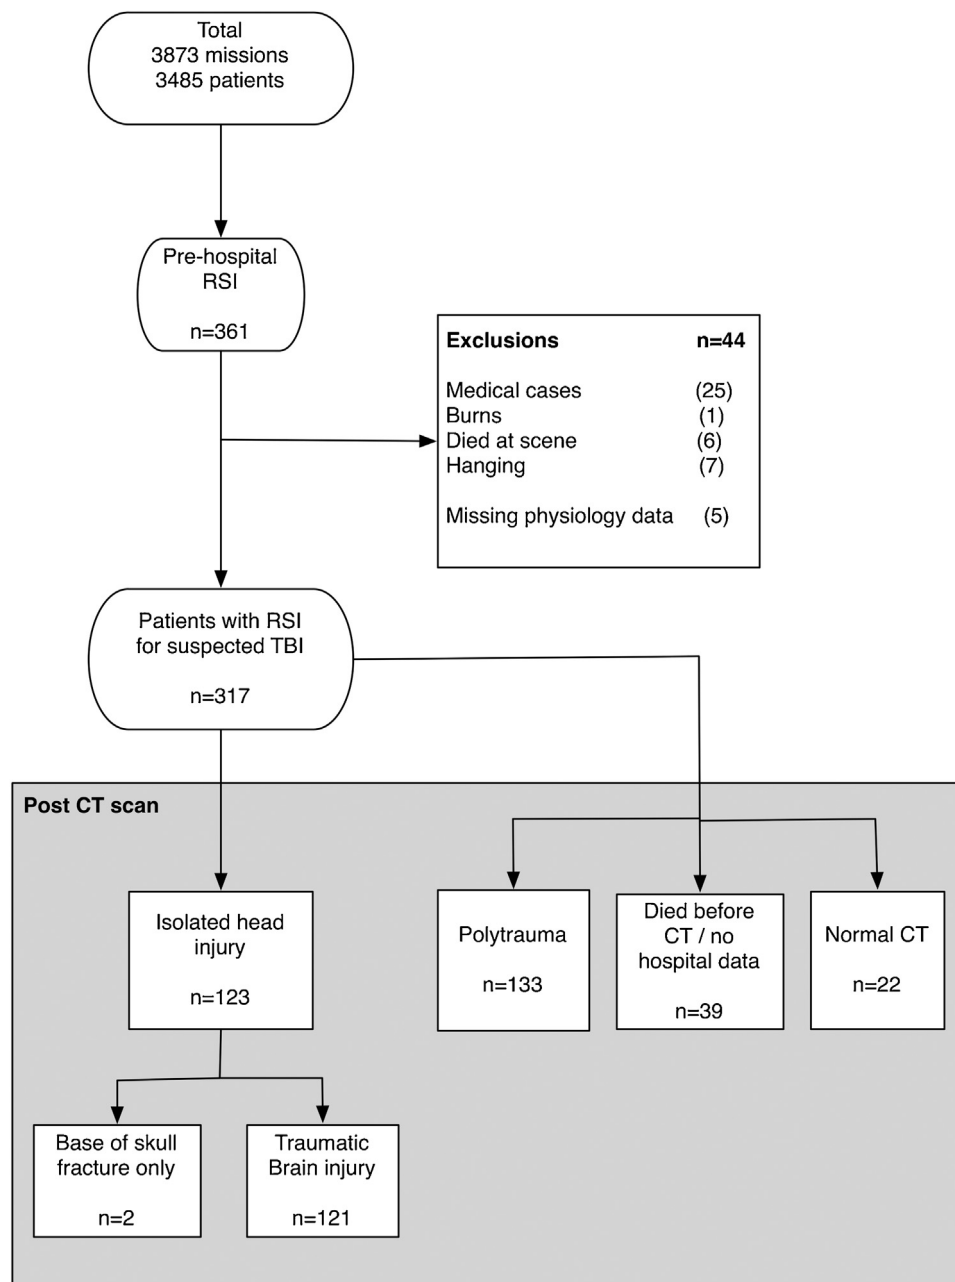 Total
3873 missions
3485 patients
Pre-hospital
RSI
n=361
Exclusions n=44
Medical cases (25)
Burns (1)
Died at scene (6)
Hanging (7)
Missing physiology data (5)
Patients with RSI
for suspected TBI
n=317
Post CT scan
Isolated head
injury
n=123
Polytrauma
n=133
Died before
CT / no
hospital data
n=39
Normal CT
n=22
Base of skull
fracture only
n=2
Traumatic
Brain injury
n=121